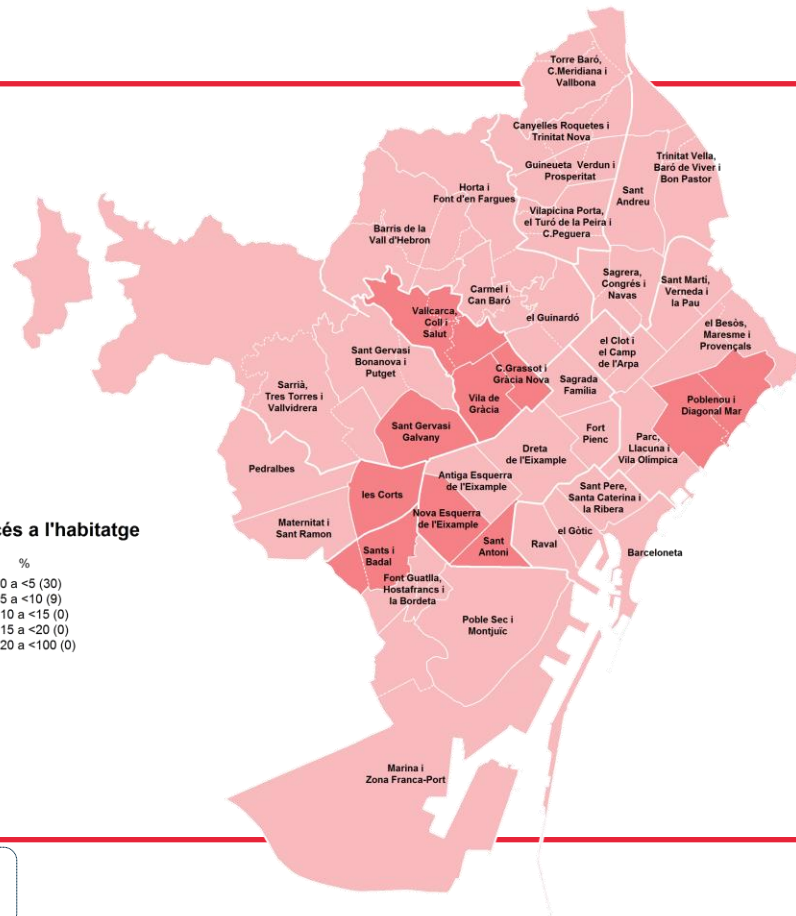 Torre Baró,
C.Meridiana i
Vallbona
Canyelles Roquetes i
Trinitat Nova
Guineueta Verdun i
Prosperitat
Trinitat Vella,
Baró de Viver i
Bon Pastor
Sant
Andreu
Horta i
Font d'en Fargues
Vilapicina Porta,
el Turó de la Peira i
C.Peguera
Barris de la
Vall d'Hebron
Carmel i
Can Baró
Sagrera,
Congrés i
Navas
Sant Martí,
Verneda i
la Pau
Vallcarca,
Coll i
Salut
el Guinardó
el Besòs,
Maresme i
Provençals
el Clot i
el Camp
de l'Arpa
Sant Gervasi
Bonanova i
Putget
C.Grassot i
Gràcia Nova
Sagrada
Família
Sarrià,
Tres Torres i
Vallvidrera
Vila de
Gràcia
Poblenou i
Diagonal Mar
Sant Gervasi
Galvany
Fort
Pienc
Parc,
Llacuna i
Vila Olímpica
Dreta
de l'Eixample
Pedralbes
Antiga Esquerra
de l'Eixample
les Corts
Sant Pere,
Santa Caterina i
la Ribera
Nova Esquerra
de l'Eixample
Maternitat i
Sant Ramon
el Gòtic
Sant
Antoni
Raval
Barceloneta
Sants i
Badal
Font Guatlla,
Hostafrancs i
la Bordeta
Poble Sec i
Montjuïc
Marina i
Zona Franca-Port
a l'habitatge
%
0 a <5 (30)
5 a <10 (9)
10 a <15 (0)
15 a <20 (0)
20 a <100 (0)